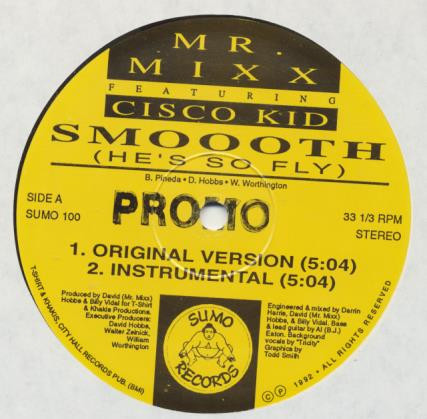 MR.
MIXX
FEATURING
CISCO KID
SMOOOTH
(HE'S SO FLY)
B. Pineda • D. Hobbs • W. Worthington
SIDE A
SUMO 100
PROMO
33 1/3 RPM
STEREO
1. ORIGINAL VERSION (5:04)
2. INSTRUMENTAL (5:04)
Produced by David (Mr. Mixx)
Hobbs & Billy Vidal for T-Shirt
& Khakis Productions.
Executive Producers:
David Hobbs,
Walter Zelnick,
William
Worthington
SUMO
RECORDS
Engineered & mixed by Darrin
Harris, David (Mr. Mixx)
Hobbs, & Billy Vidal. Bass
& lead guitar by Al (B.J.)
Eaton. Background
vocals by "Tricity"
Graphics by
Todd Smith
T-SHIRT & KHAKIS, CITY HALL RECORDS PUB. (BMI)
© ℗ 1992 • ALL RIGHTS RESERVED